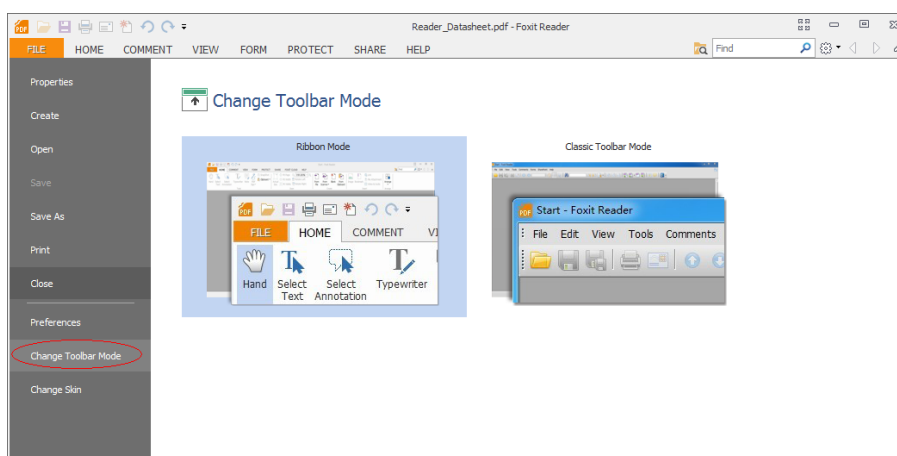 Reader_Datasheet.pdf - Foxit Reader
FILE HOME COMMENT VIEW FORM PROTECT SHARE HELP Find
Properties
Create
Open
Save
Save As
Print
Close
Preferences
Change Toolbar Mode
Change Skin
Change Toolbar Mode
Ribbon Mode
FILE HOME COMMENT VI
Hand Select Text Select Annotation Typewriter
Classic Toolbar Mode
PDF Start - Foxit Reader
File Edit View Tools Comments